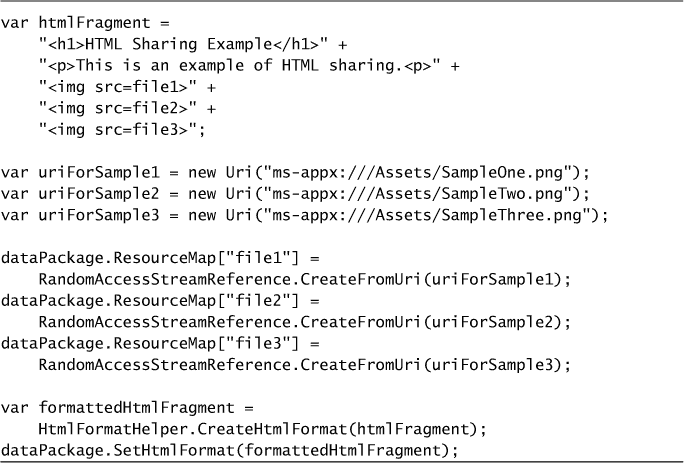 var htmlFragment =
    "<h1>HTML Sharing Example</h1>" +
    "<p>This is an example of HTML sharing.<p>" +
    "<img src=file1>" +
    "<img src=file2>" +
    "<img src=file3>";

var uriForSample1 = new Uri("ms-appx:///Assets/SampleOne.png");
var uriForSample2 = new Uri("ms-appx:///Assets/SampleTwo.png");
var uriForSample3 = new Uri("ms-appx:///Assets/SampleThree.png");

dataPackage.ResourceMap["file1"] =
    RandomAccessStreamReference.CreateFromUri(uriForSample1);
dataPackage.ResourceMap["file2"] =
    RandomAccessStreamReference.CreateFromUri(uriForSample2);
dataPackage.ResourceMap["file3"] =
    RandomAccessStreamReference.CreateFromUri(uriForSample3);

var formattedHtmlFragment =
    HtmlFormatHelper.CreateHtmlFormat(htmlFragment);
dataPackage.SetHtmlFormat(formattedHtmlFragment);